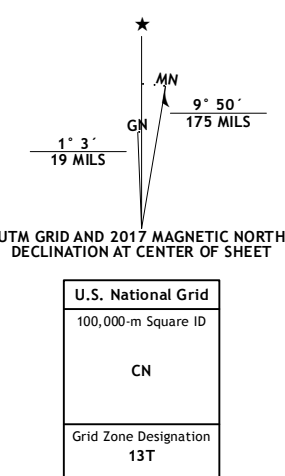 ★
MN
GN
9° 50´
175 MILS
1° 3´
19 MILS
UTM GRID AND 2017 MAGNETIC NORTH
DECLINATION AT CENTER OF SHEET
U.S. National Grid
100,000-m Square ID
CN
Grid Zone Designation
13T